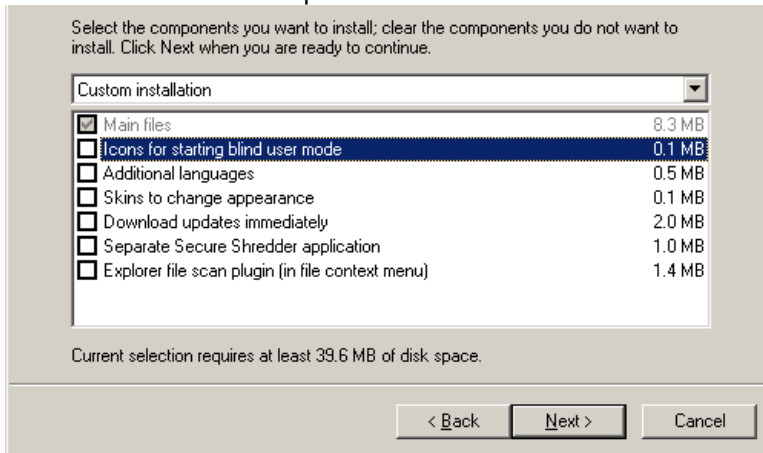 Select the components you want to install; clear the components you do not want to
install. Click Next when you are ready to continue.
Custom installation
Main files 8.3 MB
Icons for starting blind user mode 0.1 MB
Additional languages 0.5 MB
Skins to change appearance 0.1 MB
Download updates immediately 2.0 MB
Separate Secure Shredder application 1.0 MB
Explorer file scan plugin (in file context menu) 1.4 MB
Current selection requires at least 39.6 MB of disk space.
< Back Next > Cancel